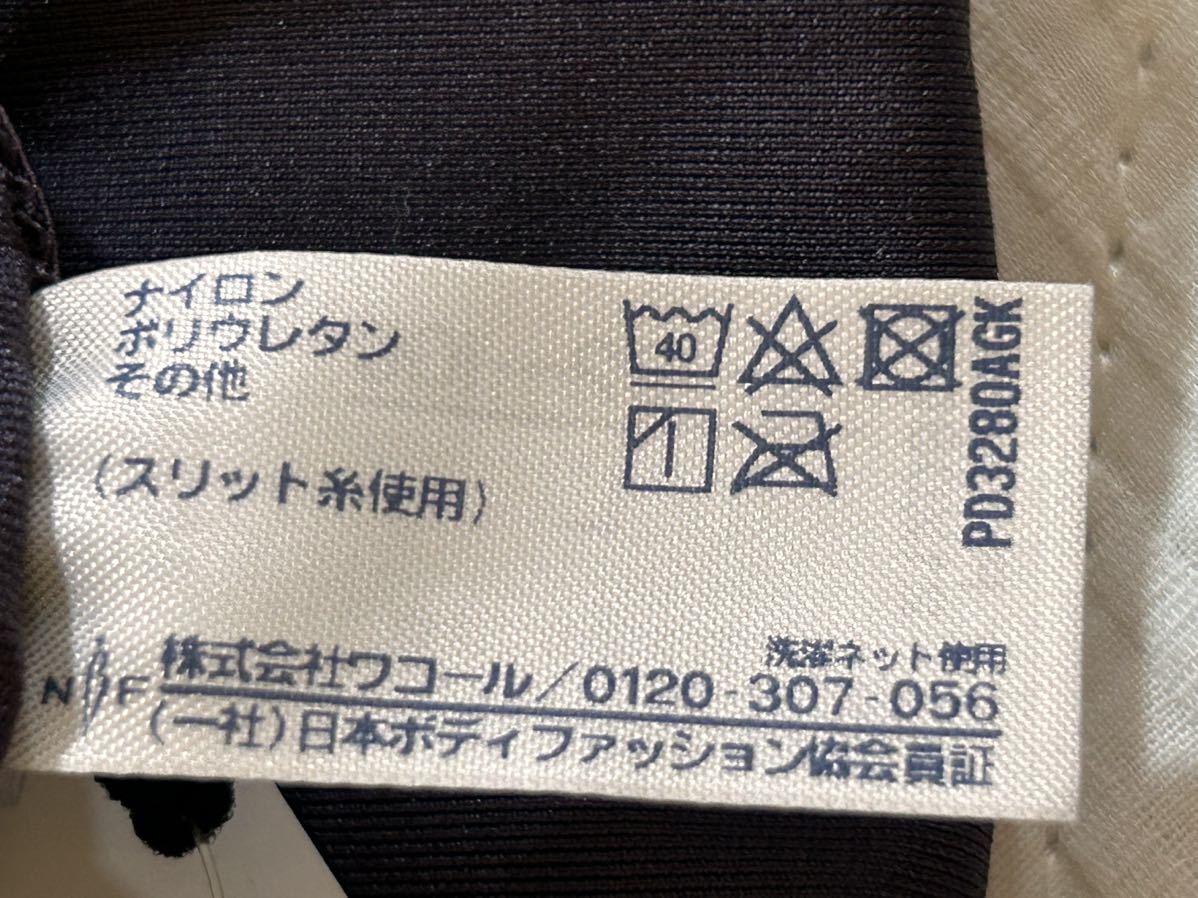 ナイロン
ポリウレタン
その他
(スリット糸使用)
40
PD3280AGK
洗濯ネット使用
株式会社ワコール/0120-307-056
N B F
(一社)日本ボディファッション協会員証